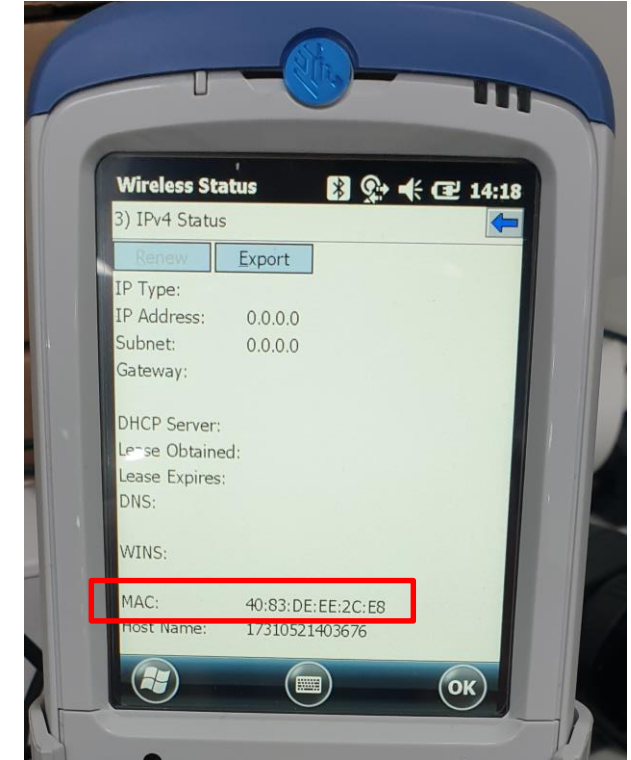 Wireless Status 14:18
3) IPv4 Status
Renew Export
IP Type:
IP Address: 0.0.0.0
Subnet: 0.0.0.0
Gateway:
DHCP Server:
Lease Obtained:
Lease Expires:
DNS:
WINS:
MAC: 40:83:DE:EE:2C:E8
Host Name: 17310521403676
OK